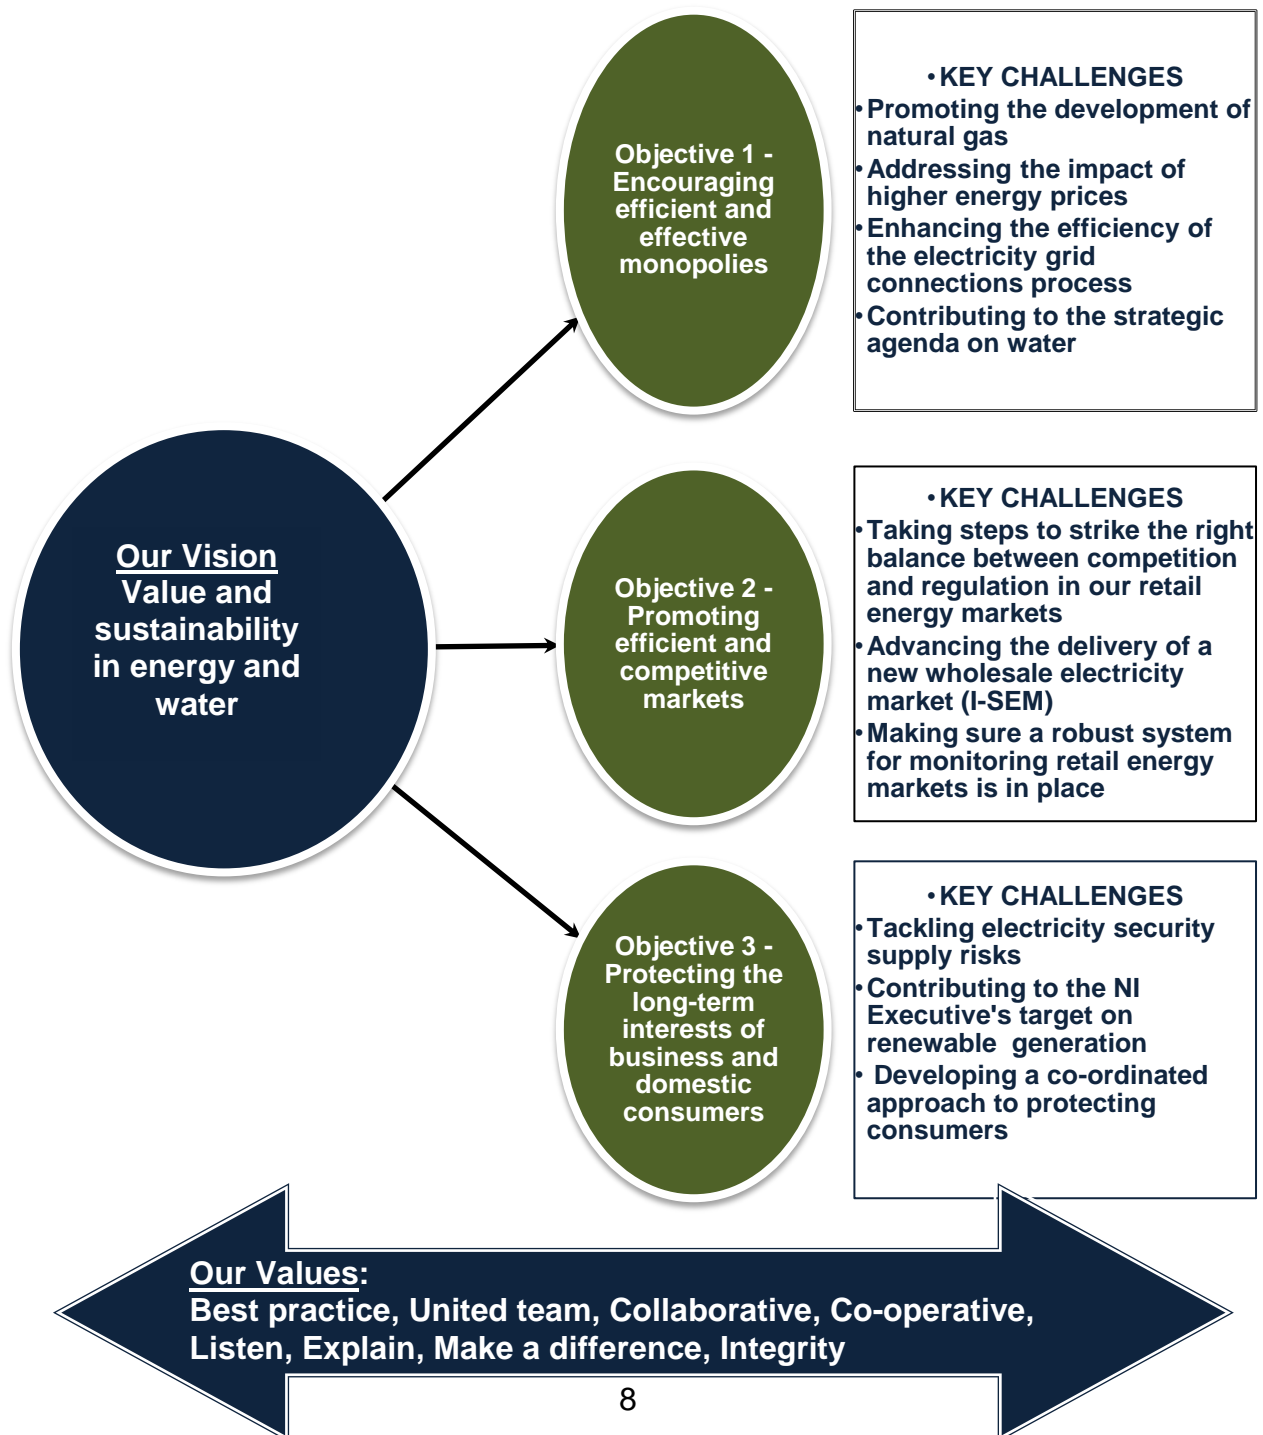 Our Vision
Value and
sustainability
in energy and
water
Objective 1 -
Encouraging
efficient and
effective
monopolies
• KEY CHALLENGES
• Promoting the development of
natural gas
• Addressing the impact of
higher energy prices
• Enhancing the efficiency of
the electricity grid
connections process
• Contributing to the strategic
agenda on water
Objective 2 -
Promoting
efficient and
competitive
markets
• KEY CHALLENGES
• Taking steps to strike the right
balance between competition
and regulation in our retail
energy markets
• Advancing the delivery of a
new wholesale electricity
market (I-SEM)
• Making sure a robust system
for monitoring retail energy
markets is in place
Objective 3 -
Protecting the
long-term
interests of
business and
domestic
consumers
• KEY CHALLENGES
• Tackling electricity security
supply risks
• Contributing to the NI
Executive's target on
renewable  generation
•  Developing a co-ordinated
approach to protecting
consumers
Our Values:
Best practice, United team, Collaborative, Co-operative,
Listen, Explain, Make a difference, Integrity
8